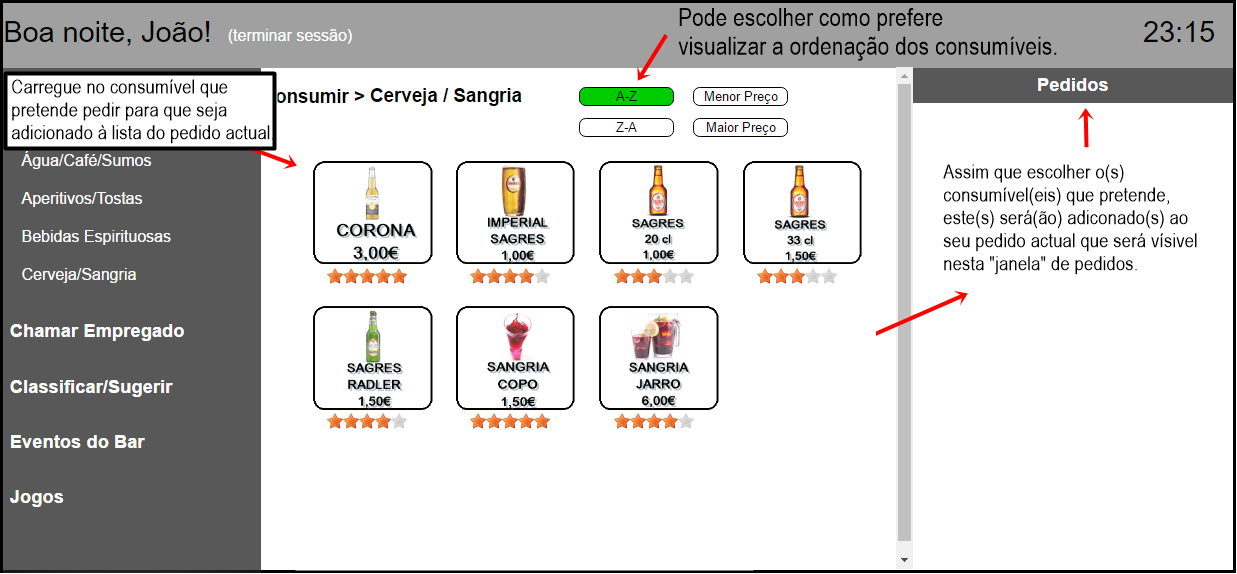 Boa noite, João! (terminar sessão)
Pode escolher como prefere
visualizar a ordenação dos consumíveis.
23:15
Carregue no consumível que
pretende pedir para que seja
adicionado à lista do pedido actual
onsumir > Cerveja / Sangria
A-Z
Menor Preço
Z-A
Maior Preço
Pedidos
Água/Café/Sumos
Aperitivos/Tostas
Bebidas Espirituosas
Cerveja/Sangria
Chamar Empregado
Classificar/Sugerir
Eventos do Bar
Jogos
CORONA
3,00€
IMPERIAL
SAGRES
1,00€
SAGRES
20 cl
1,00€
SAGRES
33 cl
1,50€
SAGRES
RADLER
1,50€
SANGRIA
COPO
1,50€
SANGRIA
JARRO
6,00€
Assim que escolher o(s)
consumível(eis) que pretende,
este(s) será(ão) adiconado(s) ao
seu pedido actual que será vísivel
nesta "janela" de pedidos.